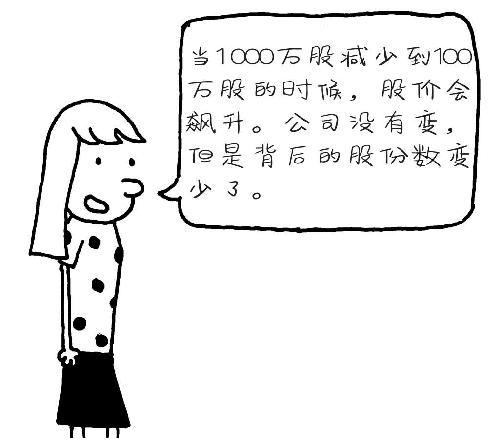 当1000万股减少到100
万股的时候，股价会
飙升。公司没有变，
但是背后的股份数变
少了。